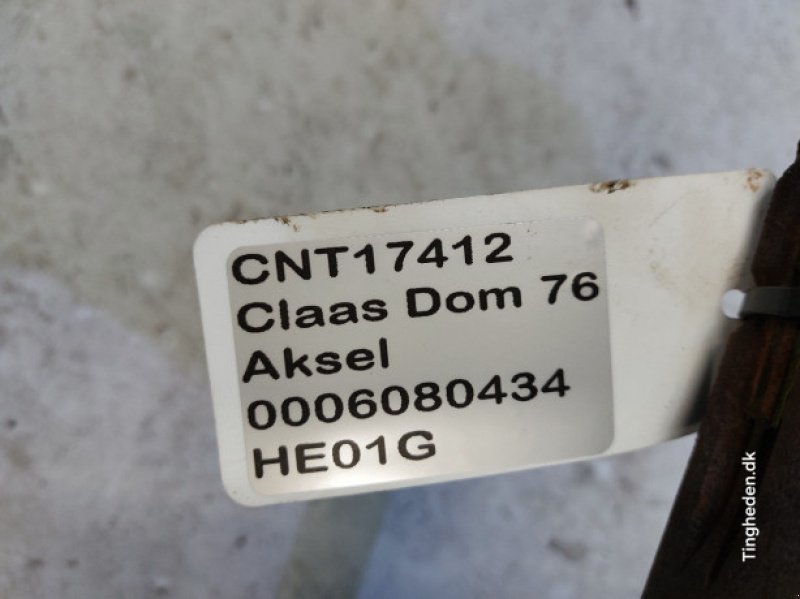 CNT17412
Claas Dom 76
Aksel
0006080434
HE01G
Tingheden.dk